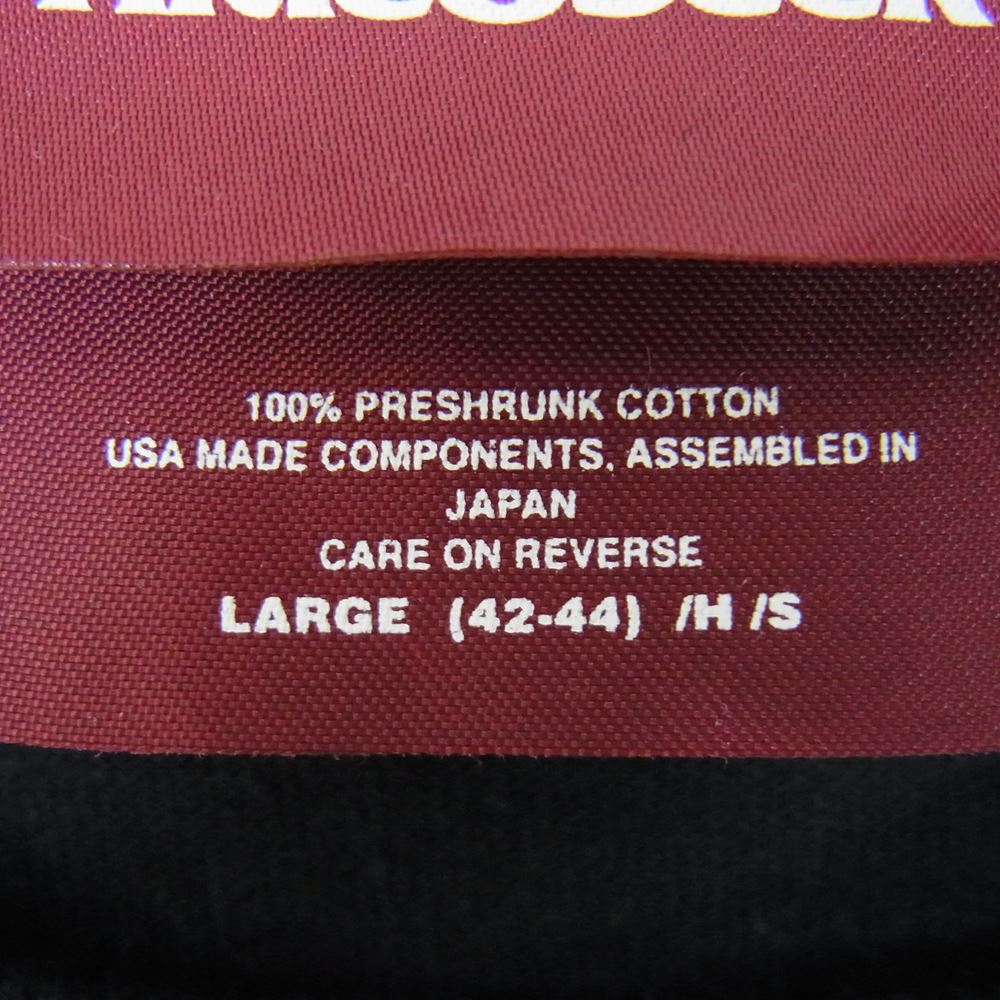 100% PRESHRUNK COTTON
USA MADE COMPONENTS, ASSEMBLED IN
JAPAN
CARE ON REVERSE
LARGE (42-44) /H /S